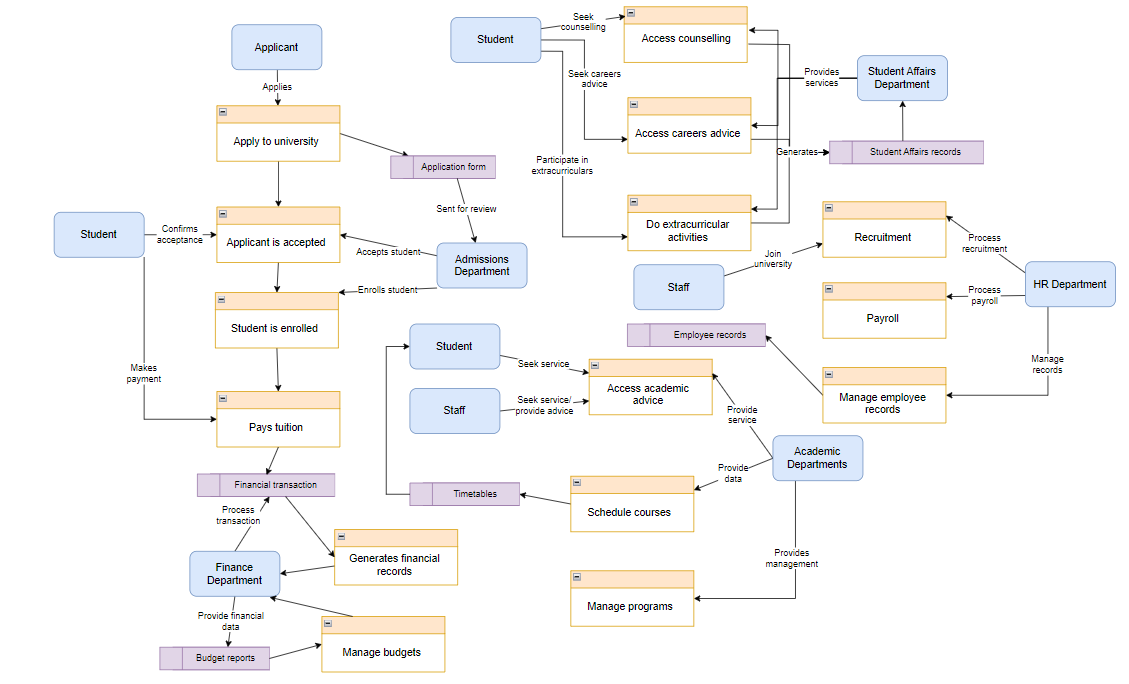 Applicant
Applies
Apply to university
Application form
Sent for review
Student
Confirms
acceptance
Applicant is accepted
Accepts student
Admissions
Department
Enrolls student
Student is enrolled
Makes
payment
Pays tuition
Financial transaction
Process
transaction
Generates financial
records
Finance
Department
Provide financial
data
Budget reports
Manage budgets
Student
Seek
counselling
Access counselling
Seek careers
advice
Access careers advice
Participate in
extracurriculars
Do extracurricular
activities
Provides
services
Student Affairs
Department
Generates
Student Affairs records
Staff
Join
university
Recruitment
Process
recruitment
HR Department
Process
payroll
Payroll
Employee records
Manage
records
Manage employee
records
Student
Seek service
Staff
Seek service/
provide advice
Access academic
advice
Provide
service
Academic
Departments
Provide
data
Timetables
Schedule courses
Provides
management
Manage programs